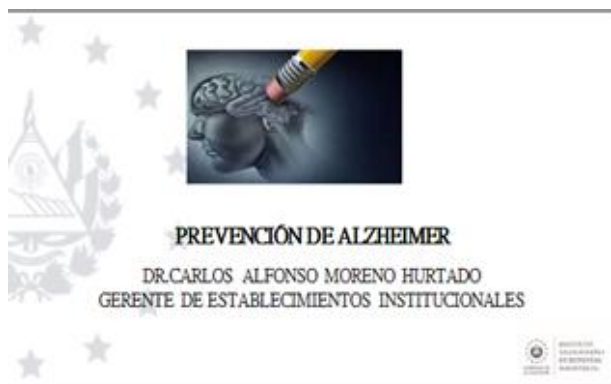 PREVENCIÓN DE ALZHEIMER
DR.CARLOS ALFONSO MORENO HURTADO
GERENTE DE ESTABLECIMIENTOS INSTITUCIONALES